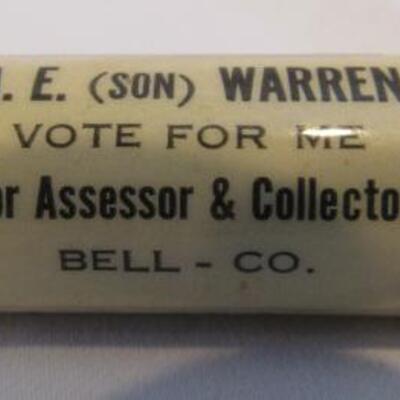 . E. (SON) WARREN
VOTE FOR ME
or Assessor & Collecto
BELL - CO.